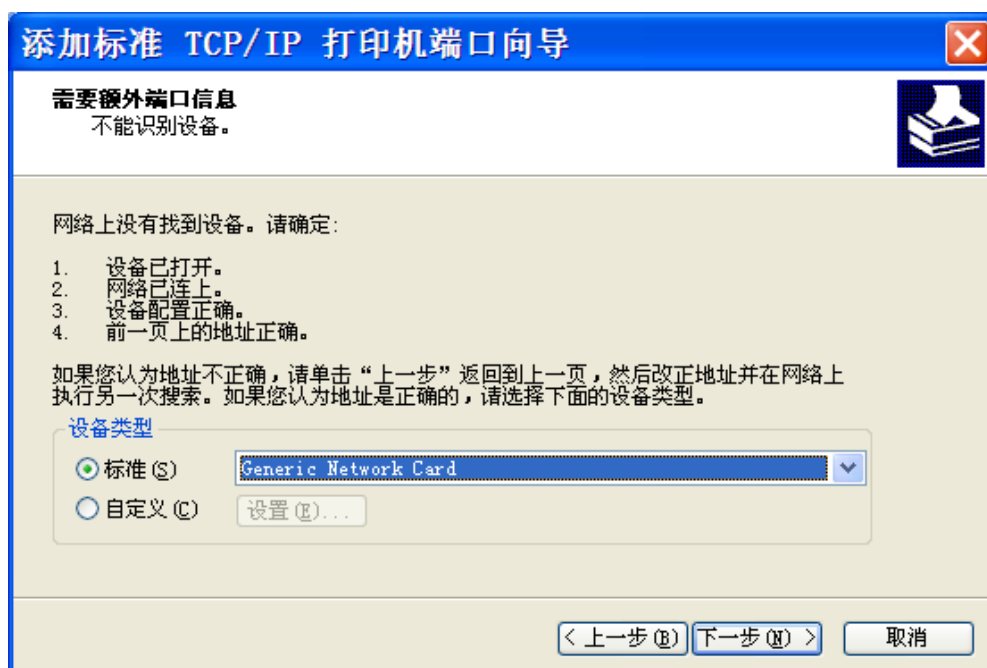 添加标准 TCP/IP 打印机端口向导
需要额外端口信息
不能识别设备。
网络上没有找到设备。请确定:
1. 设备已打开。
2. 网络已连上。
3. 设备配置正确。
4. 前一页上的地址正确。
如果您认为地址不正确，请单击“上一步”返回到上一页，然后改正地址并在网络上
执行另一次搜索。如果您认为地址是正确的，请选择下面的设备类型。
设备类型
标准(S) Generic Network Card
自定义(C) 设置(E)...
< 上一步(B) 下一步(N) > 取消